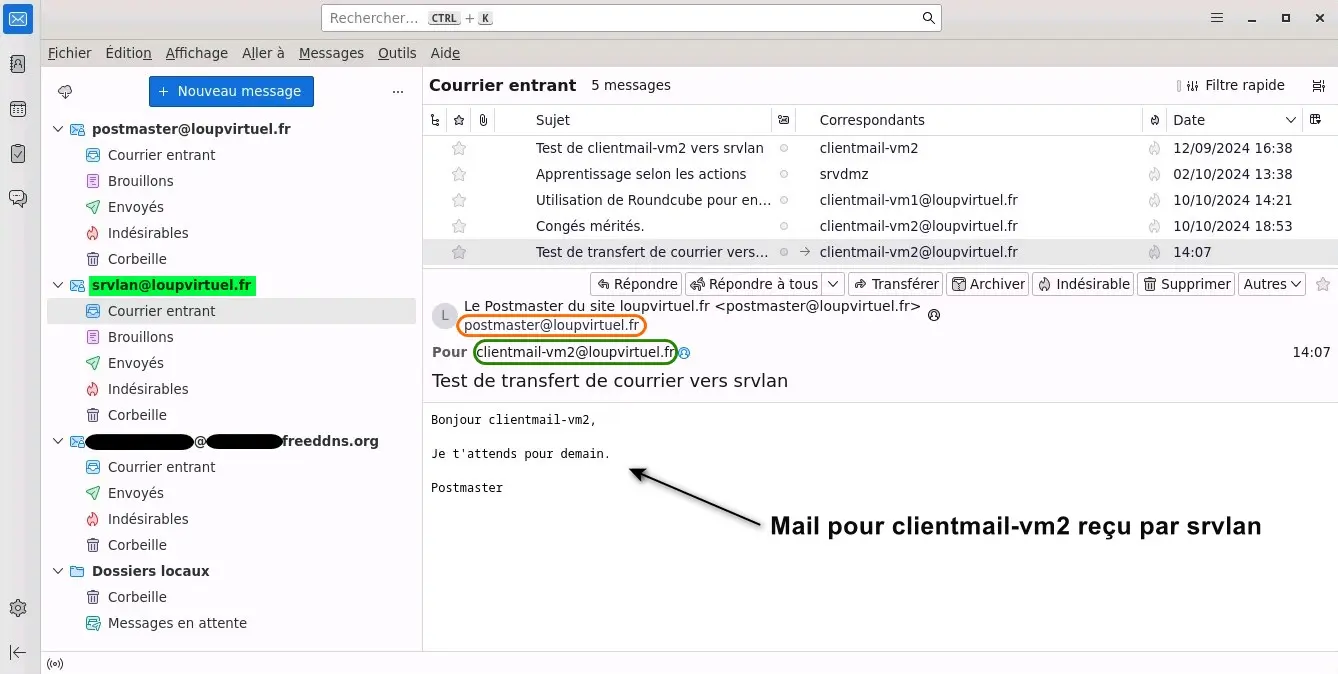 Rechercher… CTRL + K
Fichier Édition Affichage Aller à Messages Outils Aide
+ Nouveau message
postmaster@loupvirtuel.fr
Courrier entrant
Brouillons
Envoyés
Indésirables
Corbeille
srvlan@loupvirtuel.fr
Courrier entrant
Brouillons
Envoyés
Indésirables
Corbeille
@ freeddns.org
Courrier entrant
Envoyés
Indésirables
Corbeille
Dossiers locaux
Corbeille
Messages en attente
Courrier entrant 5 messages Filtre rapide
Sujet Correspondants Date
Test de clientmail-vm2 vers srvlan clientmail-vm2 12/09/2024 16:38
Apprentissage selon les actions srvdmz 02/10/2024 13:38
Utilisation de Roundcube pour en… clientmail-vm1@loupvirtuel.fr 10/10/2024 14:21
Congés mérités. clientmail-vm2@loupvirtuel.fr 10/10/2024 18:53
Test de transfert de courrier vers… clientmail-vm2@loupvirtuel.fr 14:07
Répondre Répondre à tous Transférer Archiver Indésirable Supprimer Autres
L
Le Postmaster du site loupvirtuel.fr <postmaster@loupvirtuel.fr>
postmaster@loupvirtuel.fr
Pour clientmail-vm2@loupvirtuel.fr 14:07
Test de transfert de courrier vers srvlan
Bonjour clientmail-vm2,
Je t'attends pour demain.
Postmaster
Mail pour clientmail-vm2 reçu par srvlan